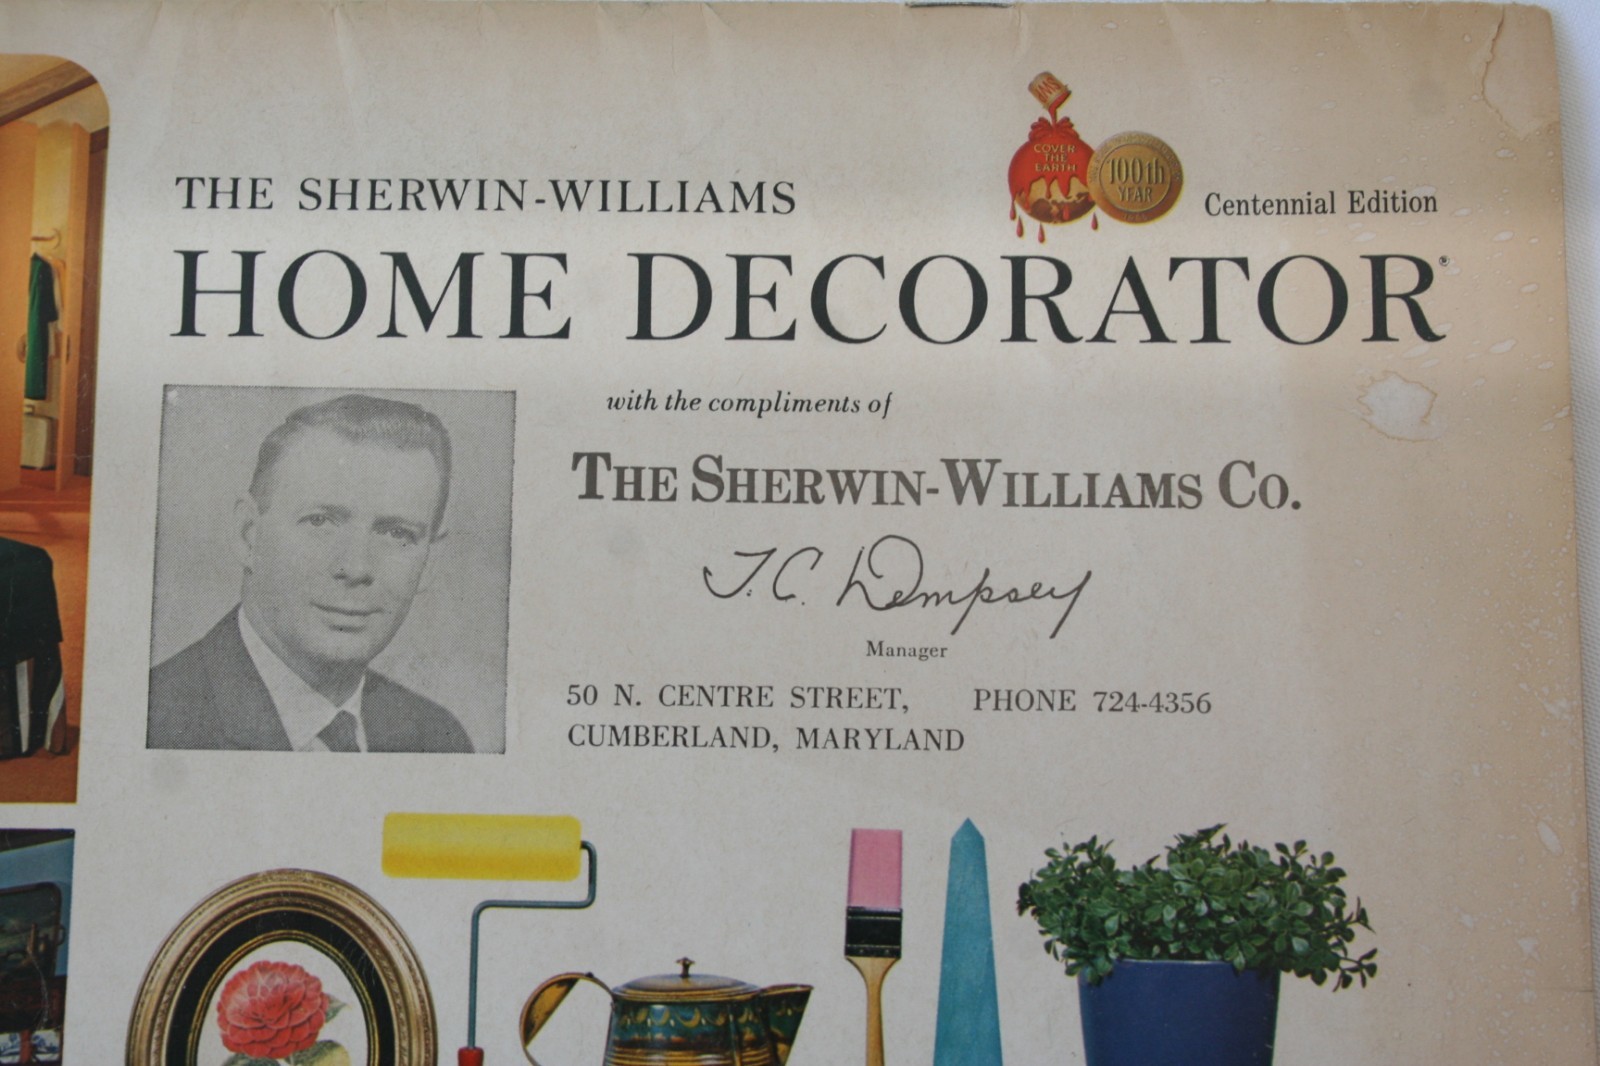 SW
COVER
THE
EARTH
100th
YEAR
Centennial Edition
THE SHERWIN-WILLIAMS
HOME DECORATOR®
with the compliments of
THE SHERWIN-WILLIAMS CO.
T. C. Dempsey
Manager
50 N. CENTRE STREET, PHONE 724-4356
CUMBERLAND, MARYLAND